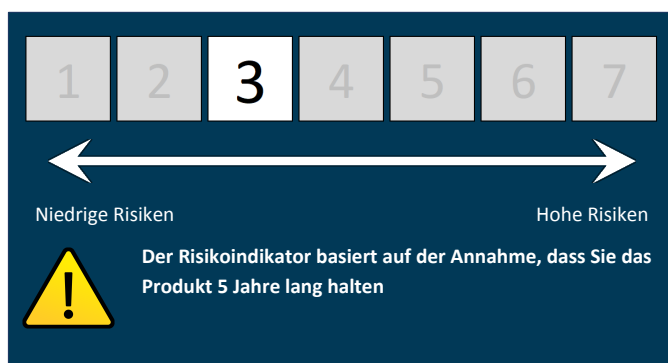 1 2 3 4 5 6 7
Niedrige Risiken Hohe Risiken
Der Risikoindikator basiert auf der Annahme, dass Sie das
Produkt 5 Jahre lang halten